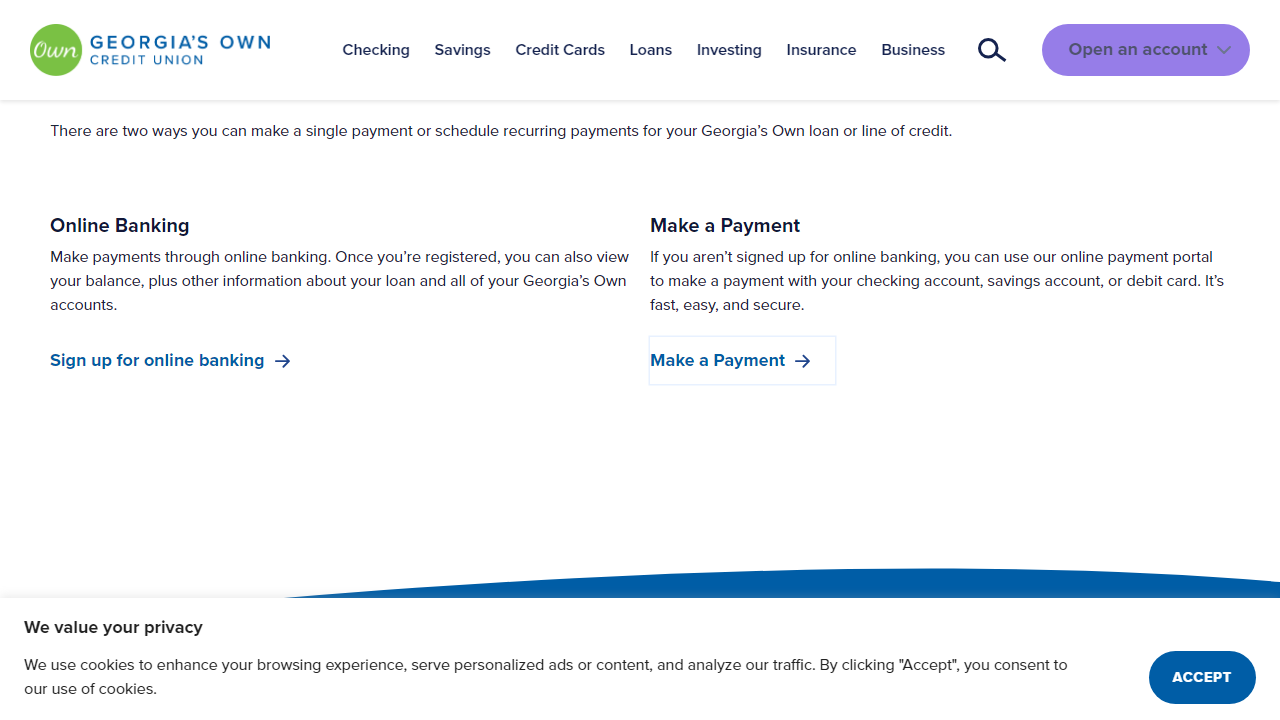 Own GEORGIA'S OWN
CREDIT UNION
Checking Savings Credit Cards Loans Investing Insurance Business Open an account
There are two ways you can make a single payment or schedule recurring payments for your Georgia’s Own loan or line of credit.
Online Banking
Make payments through online banking. Once you’re registered, you can also view
your balance, plus other information about your loan and all of your Georgia’s Own
accounts.
Sign up for online banking
Make a Payment
If you aren’t signed up for online banking, you can use our online payment portal
to make a payment with your checking account, savings account, or debit card. It’s
fast, easy, and secure.
Make a Payment
We value your privacy
We use cookies to enhance your browsing experience, serve personalized ads or content, and analyze our traffic. By clicking "Accept", you consent to
our use of cookies.
ACCEPT